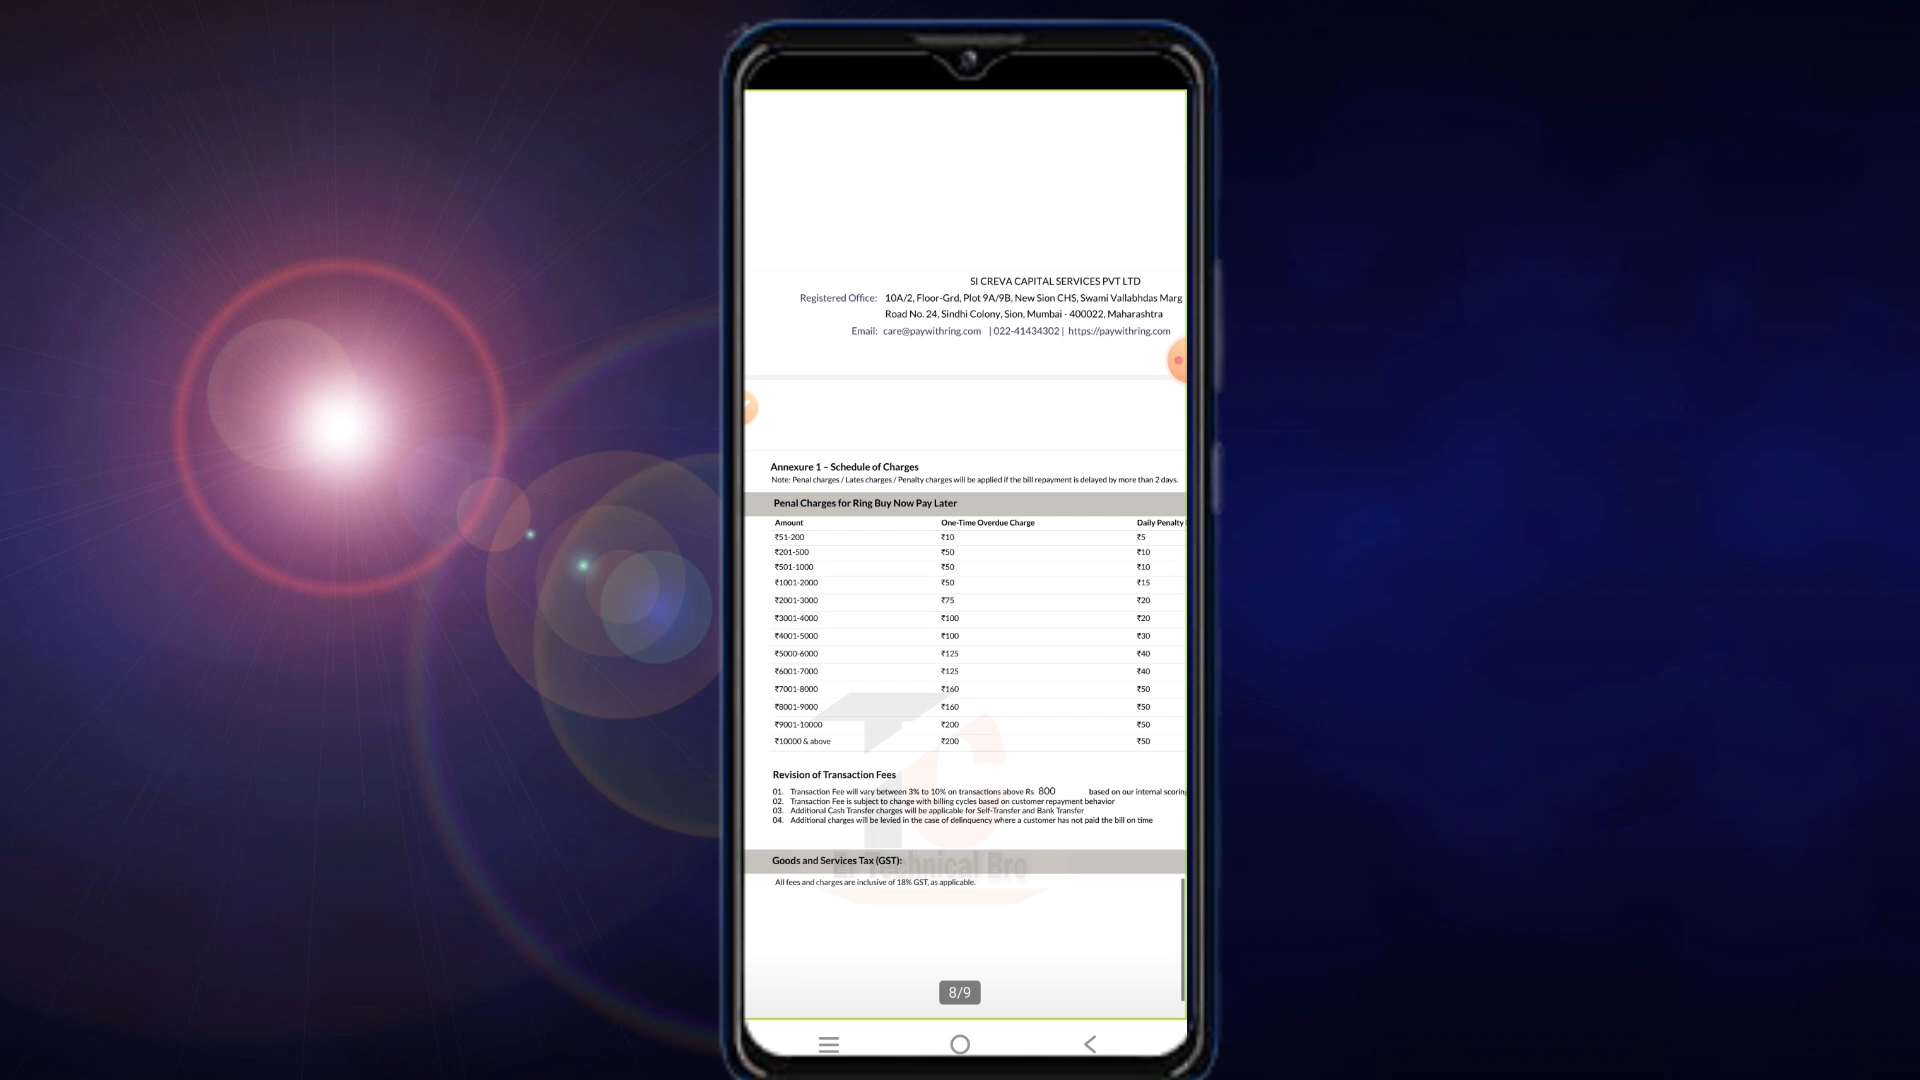 SI CREVA CAPITAL SERVICES PVT LTD
Registered Office: 10A/2, Floor-Grd, Plot 9A/9B, New Sion CHS, Swami Vallabhdas Marg
Road No. 24, Sindhi Colony, Sion, Mumbai - 400022, Maharashtra
Email: care@paywithring.com | 022-41434302 | https://paywithring.com
Annexure 1 – Schedule of Charges
Note: Penal charges / Lates charges / Penalty charges will be applied if the bill repayment is delayed by more than 2 days.
Penal Charges for Ring Buy Now Pay Later
Amount One-Time Overdue Charge Daily Penalty
₹51-200 ₹10 ₹5
₹201-500 ₹50 ₹10
₹501-1000 ₹50 ₹10
₹1001-2000 ₹50 ₹15
₹2001-3000 ₹75 ₹20
₹3001-4000 ₹100 ₹20
₹4001-5000 ₹100 ₹30
₹5000-6000 ₹125 ₹40
₹6001-7000 ₹125 ₹40
₹7001-8000 ₹160 ₹50
₹8001-9000 ₹160 ₹50
₹9001-10000 ₹200 ₹50
₹10000 & above ₹200 ₹50
Revision of Transaction Fees
01. Transaction Fee will vary between 3% to 10% on transactions above Rs 800 based on our internal scoring
02. Transaction Fee is subject to change with billing cycles based on customer repayment behavior
03. Additional Cash Transfer charges will be applicable for Self-Transfer and Bank Transfer
04. Additional charges will be levied in the case of delinquency where a customer has not paid the bill on time
Goods and Services Tax (GST):
Technical Bro
All fees and charges are inclusive of 18% GST, as applicable.
8/9